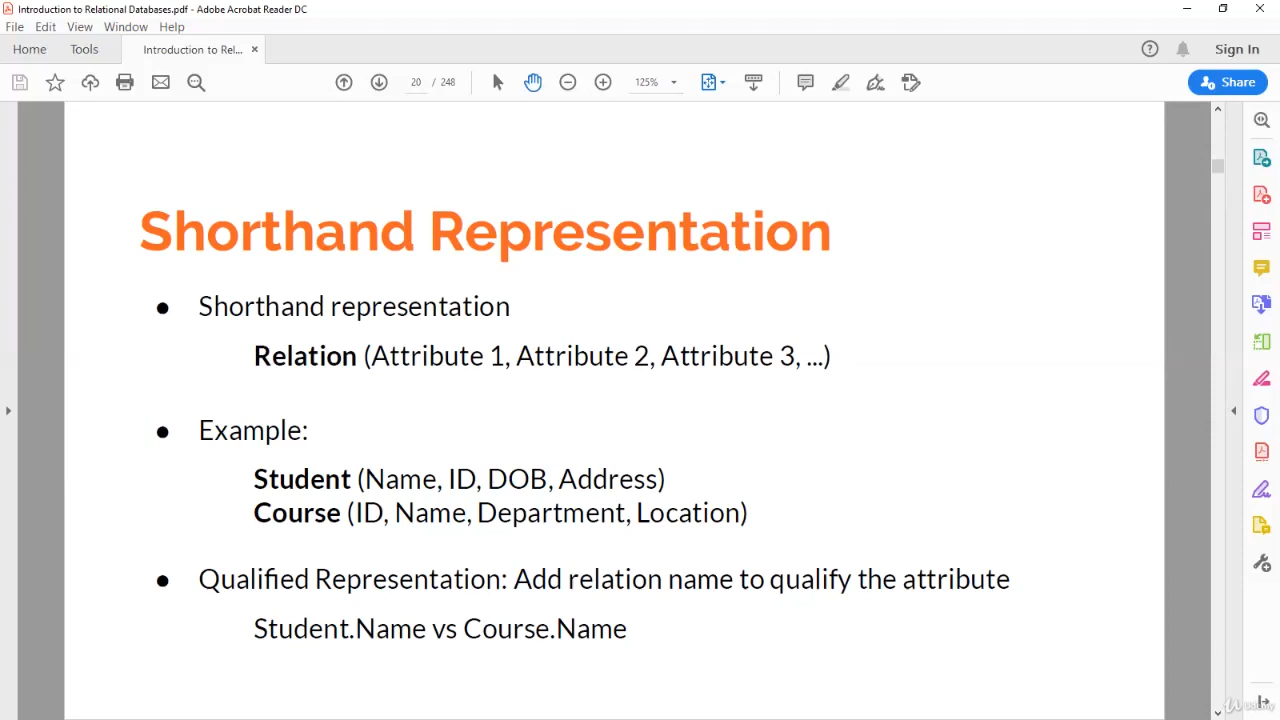 Introduction to Relational Databases.pdf - Adobe Acrobat Reader DC
File Edit View Window Help
Home Tools Introduction to Rel... × Sign In
20 / 248 125% Share
Shorthand Representation
● Shorthand representation
Relation (Attribute 1, Attribute 2, Attribute 3, ...)
● Example:
Student (Name, ID, DOB, Address)
Course (ID, Name, Department, Location)
● Qualified Representation: Add relation name to qualify the attribute
Student.Name vs Course.Name